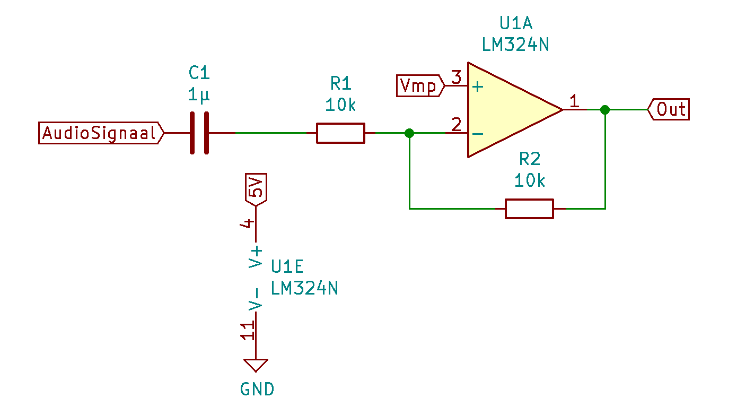 U1A
LM324N
C1
1µ
R1
10k
Vmp
3
+
1
Out
AudioSignaal
2
-
R2
10k
5V
4
V+
U1E
LM324N
V-
11
GND